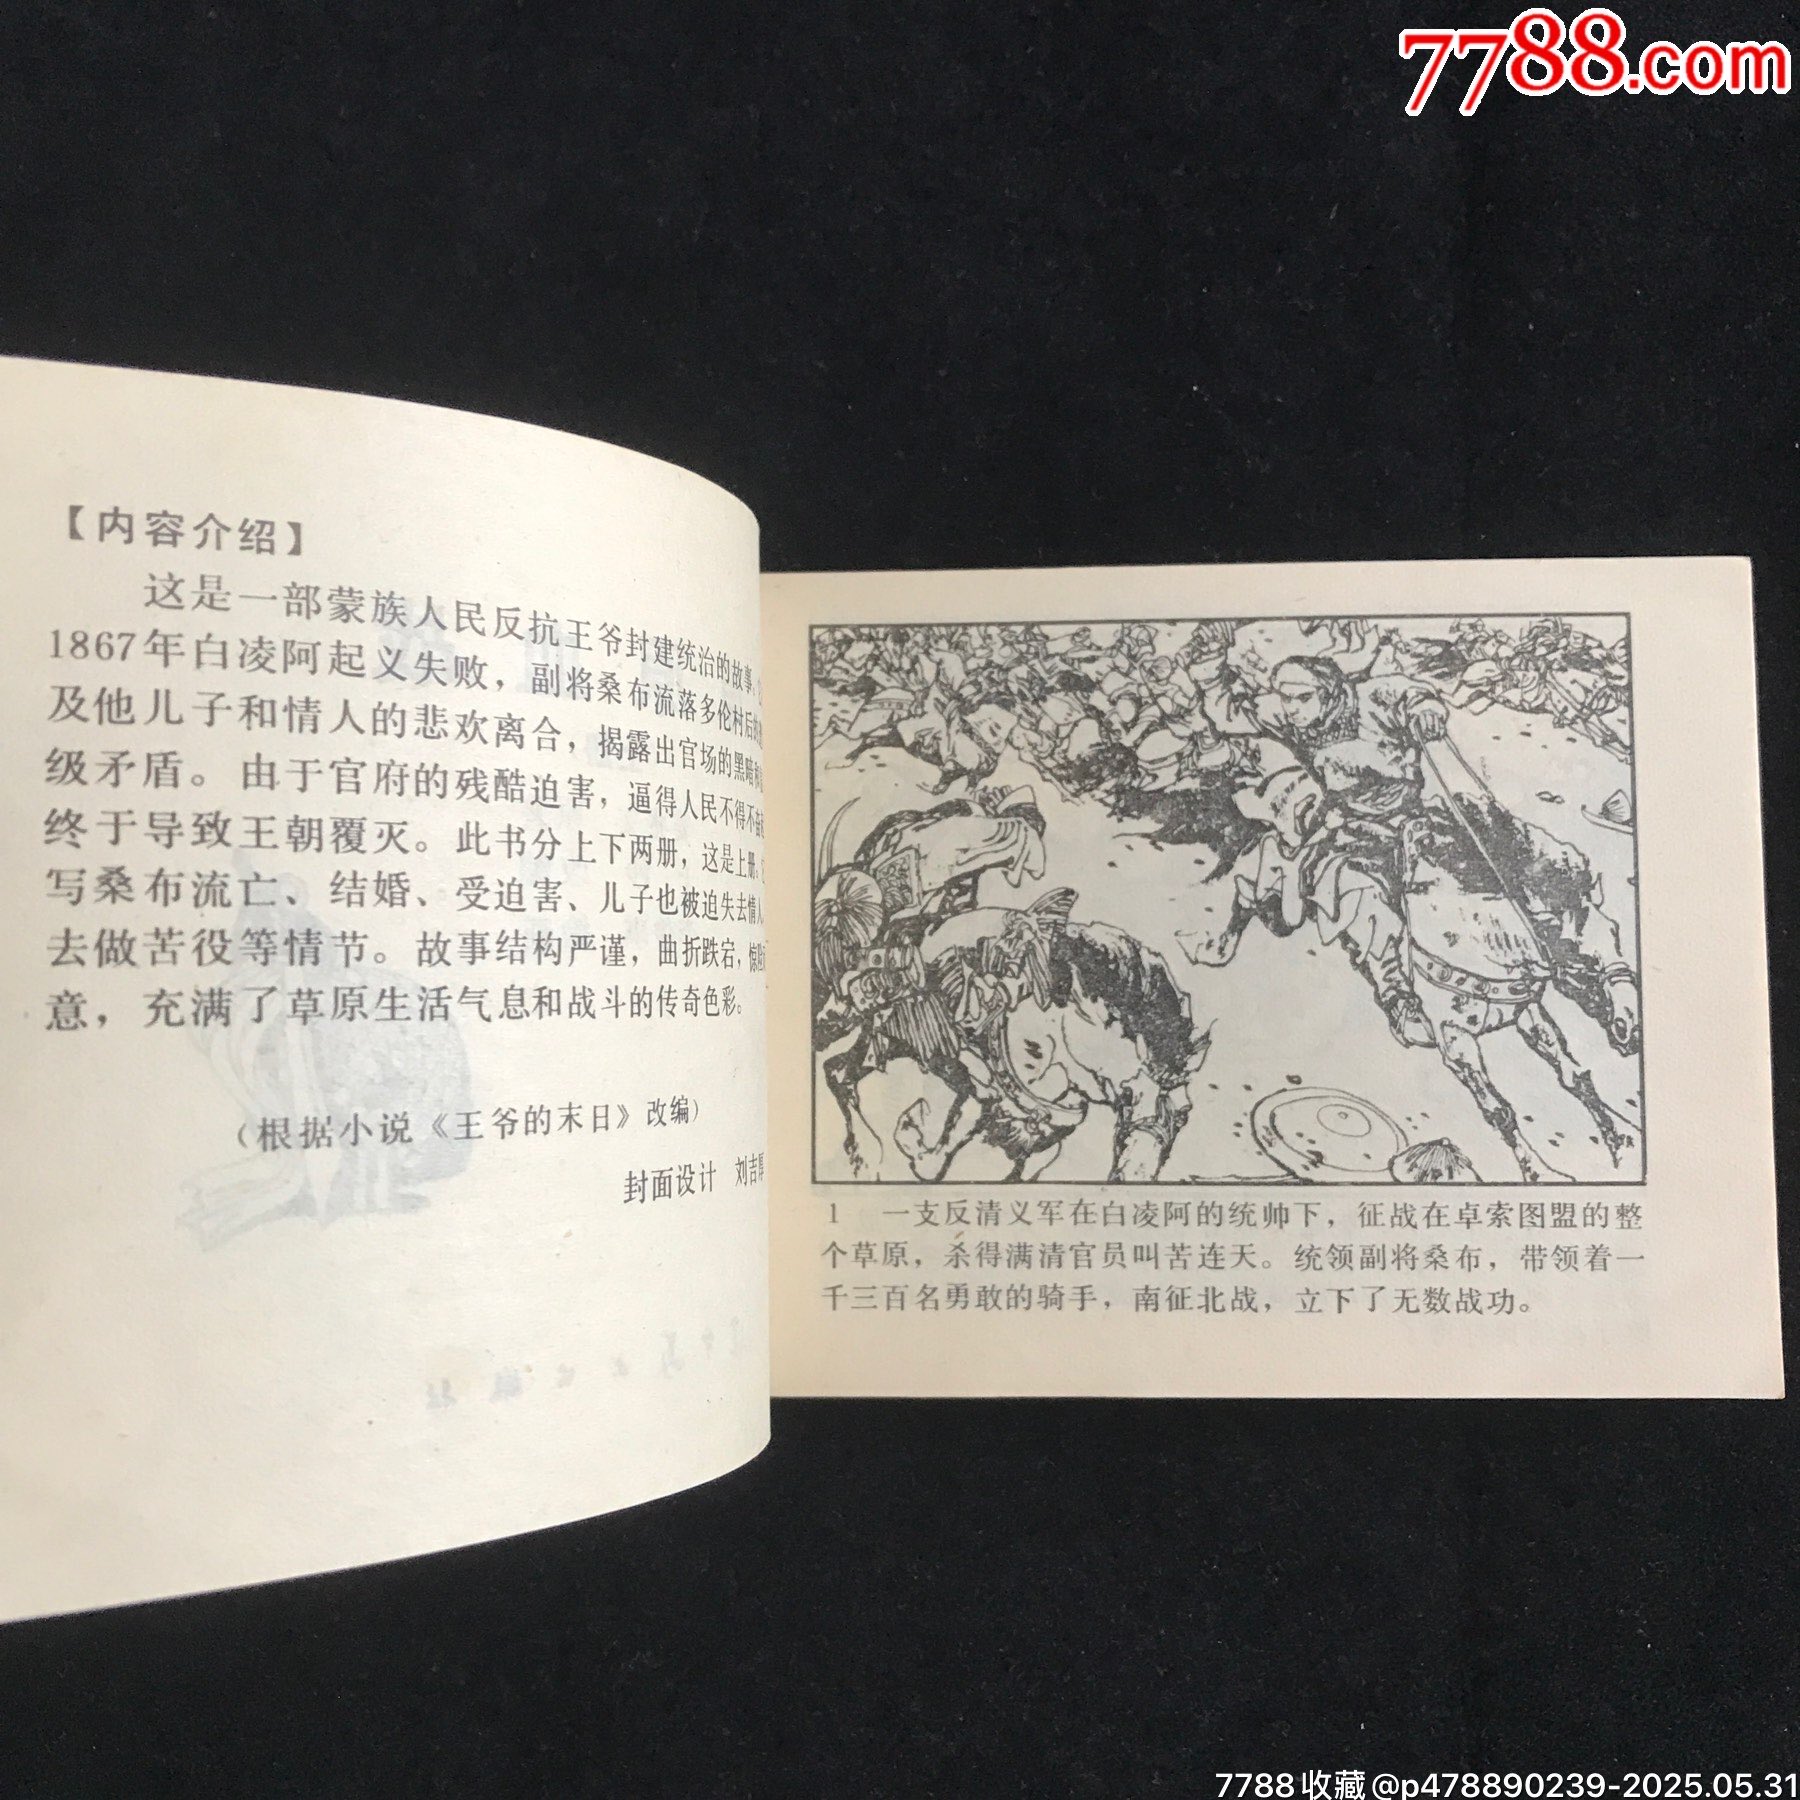 7788.com
【内容介绍】
这是一部蒙族人民反抗王爷封建统治的故事
1867年白凌阿起义失败，副将桑布流落多伦村后
及他儿子和情人的悲欢离合，揭露出官场的黑暗
级矛盾。由于官府的残酷迫害，逼得人民不得不
终于导致王朝覆灭。此书分上下两册，这是上册。
写桑布流亡、结婚、受迫害、儿子也被迫失去情人
去做苦役等情节。故事结构严谨，曲折跌宕，惊
意，充满了草原生活气息和战斗的传奇色彩。
（根据小说《王爷的末日》改编）
封面设计 刘吉厚
1 一支反清义军在白凌阿的统帅下，征战在卓索图盟的整
个草原，杀得满清官员叫苦连天。统领副将桑布，带领着一
千三百名勇敢的骑手，南征北战，立下了无数战功。
7788收藏@p478890239-2025.05.31